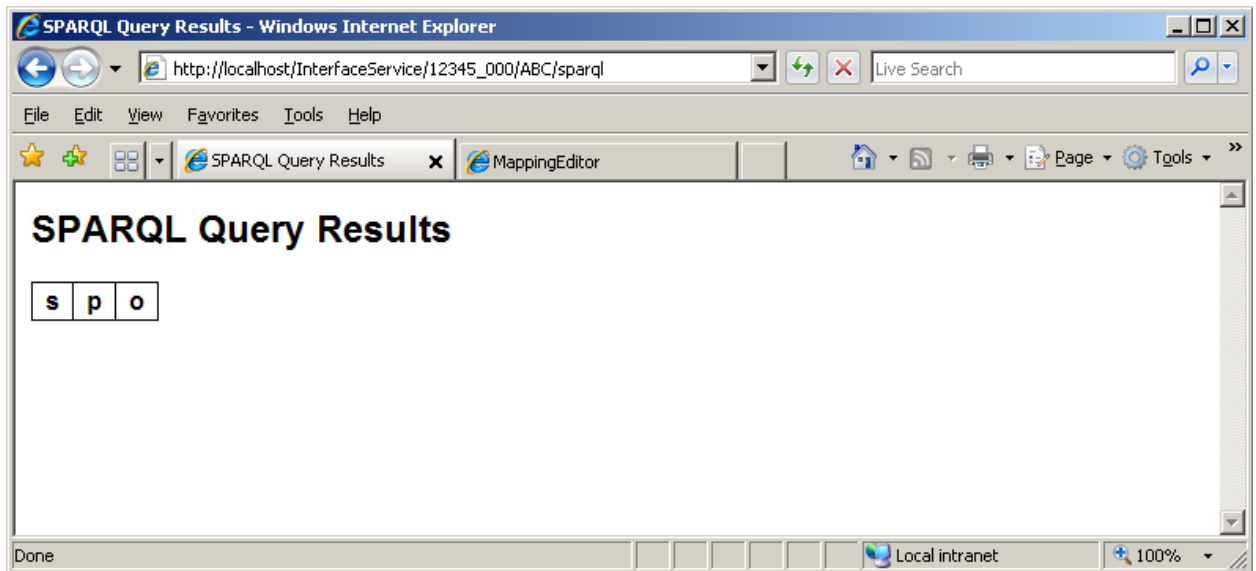 SPARQL Query Results - Windows Internet Explorer
http://localhost/InterfaceService/12345_000/ABC/sparql
Live Search
File Edit View Favorites Tools Help
SPARQL Query Results MappingEditor Page Tools
SPARQL Query Results
s p o
Done Local intranet 100%